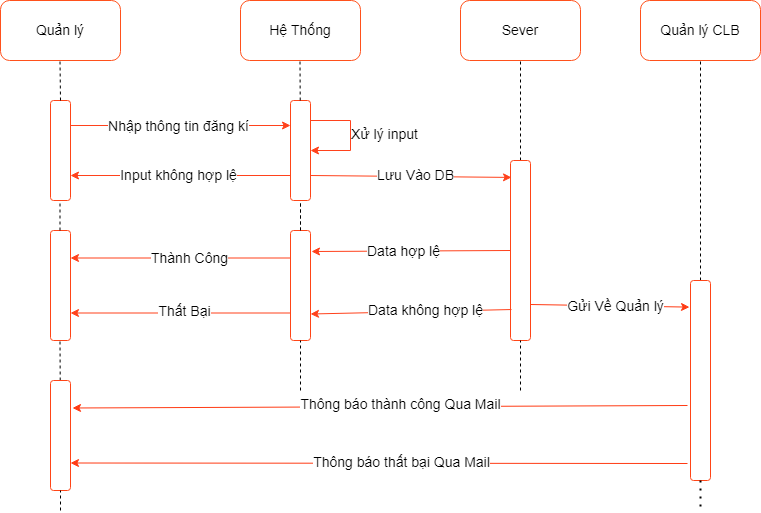 Quản lý
Hệ Thống
Sever
Quản lý CLB
Nhập thông tin đăng kí
Xử lý input
Input không hợp lệ
Lưu Vào DB
Thành Công
Data hợp lệ
Thất Bại
Data không hợp lệ
Gửi Về Quản lý
Thông báo thành công Qua Mail
Thông báo thất bại Qua Mail